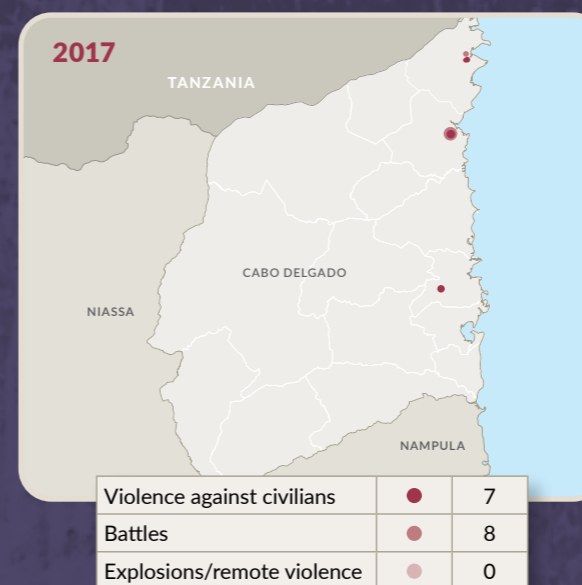 2017
TANZANIA
CABO DELGADO
NIASSA
NAMPULA
Violence against civilians 7
Battles 8
Explosions/remote violence 0